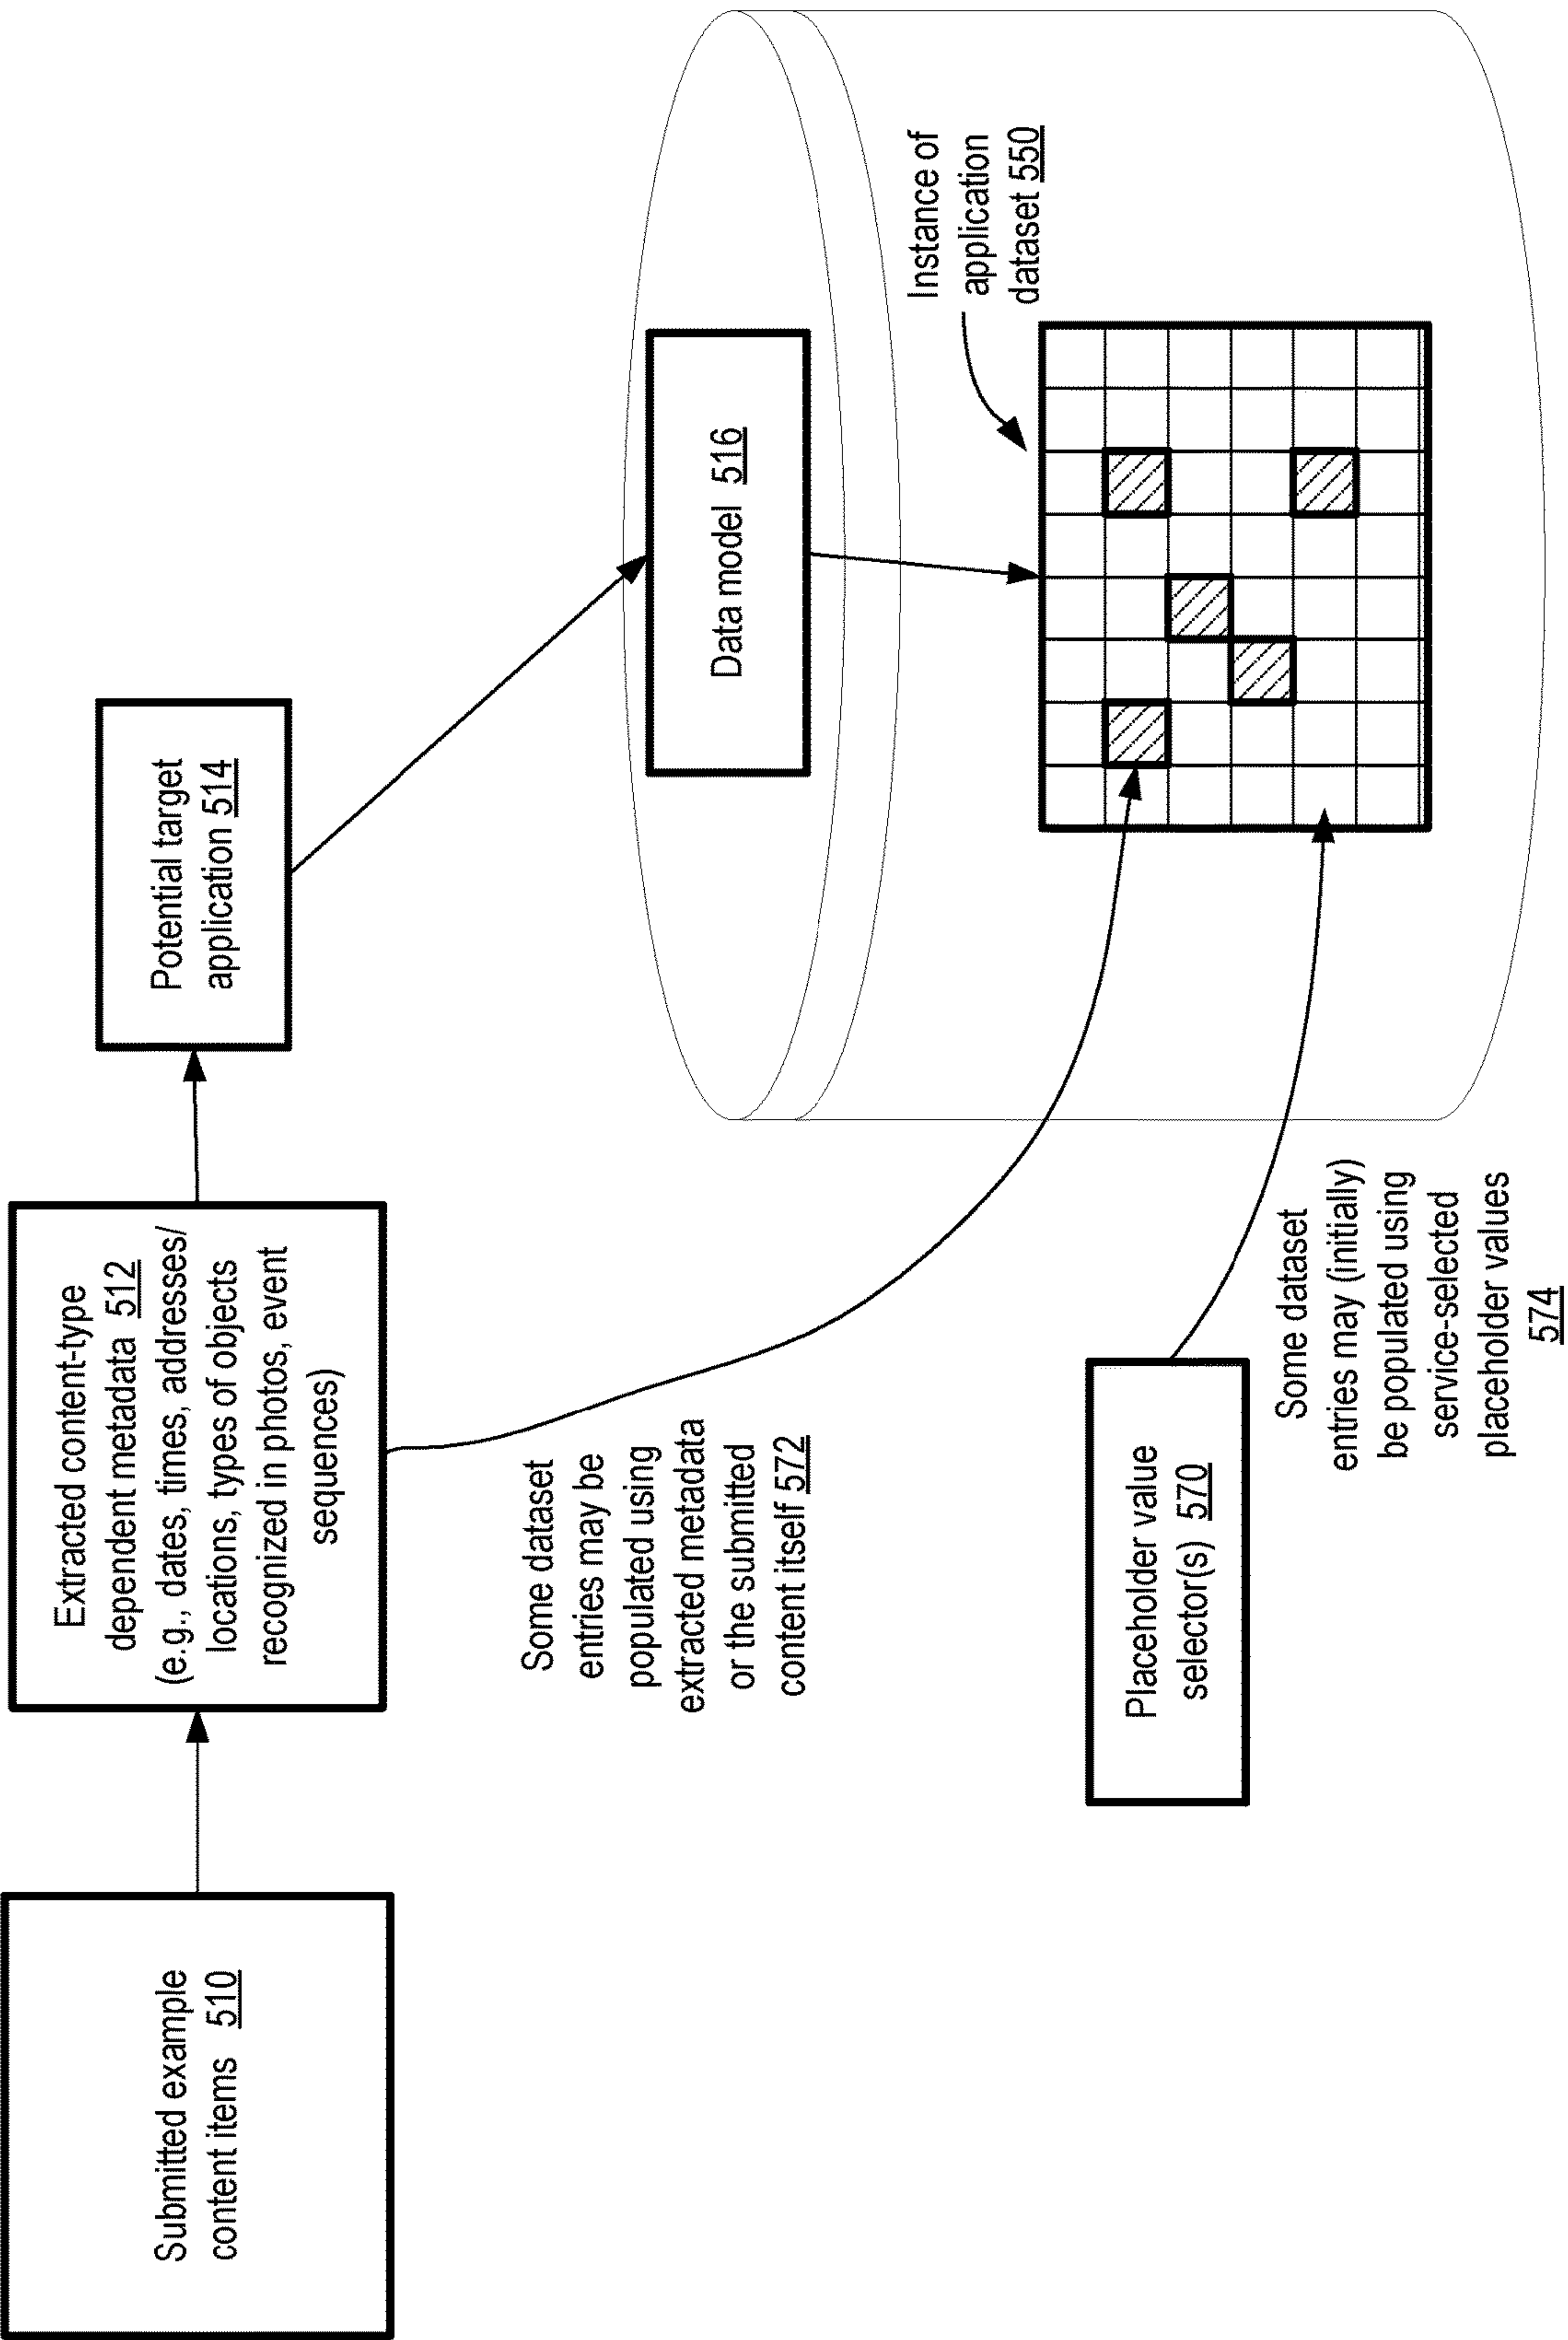 Submitted example
content items 510
Extracted content-type
dependent metadata 512
(e.g., dates, times, addresses/
locations, types of objects
recognized in photos, event
sequences)
Potential target
application 514
Data model 516
Instance of
application
dataset 550
Some dataset
entries may be
populated using
extracted metadata
or the submitted
content itself 572
Placeholder value
selector(s) 570
Some dataset
entries may (initially)
be populated using
service-selected
placeholder values
574